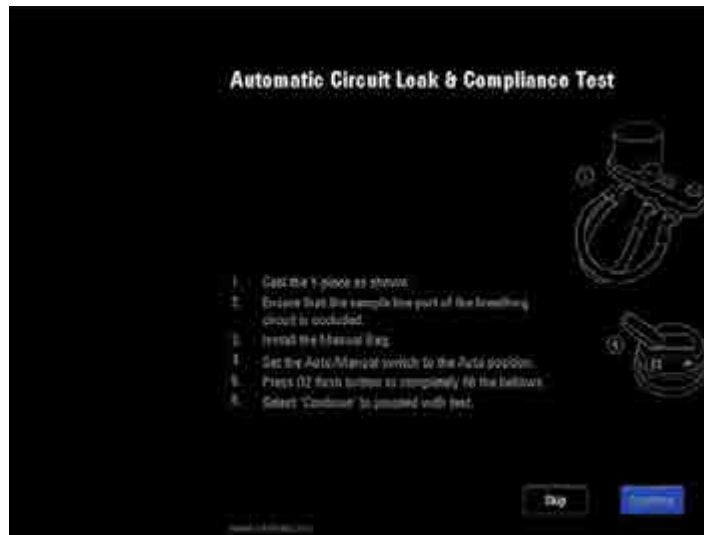 Automatic Circuit Leak & Compliance Test
1. the Y-piece as shown.
2. Ensure that the sample line port of the breathing
circuit is occluded.
3. Install the Manual Bag.
4. Set the Auto/Manual switch to the Auto position.
5. Press O2 flush button to completely fill the bellows.
6. Select 'Continue' to proceed with test.
Skip
Continue